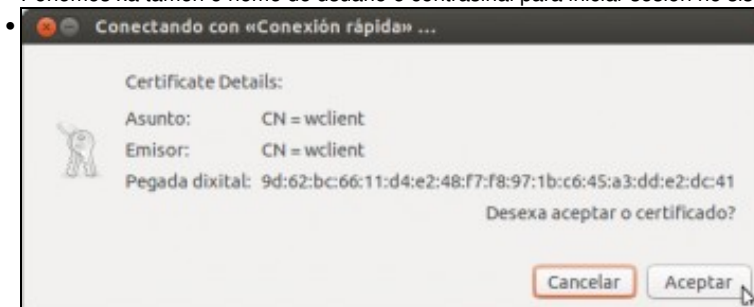 Conectando con «Conexión rápida» ...
Certificate Details:
Asunto: CN = wclient
Emisor: CN = wclient
Pegada dixital: 9d:62:bc:66:11:d4:e2:48:f7:f8:97:1b:c6:45:a3:dd:e2:dc:41
Desexa aceptar o certificado?
Cancelar Aceptar